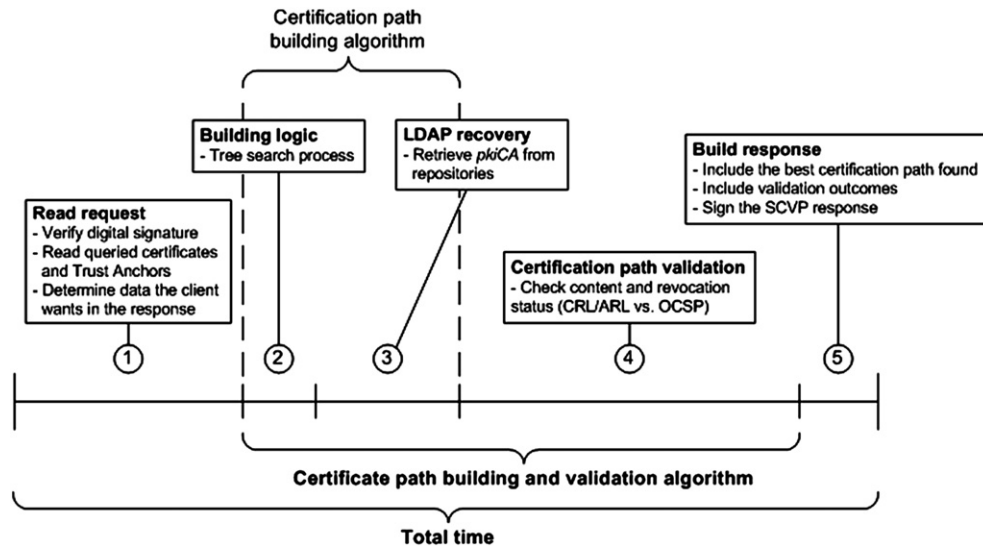 Certification path
building algorithm
Building logic
- Tree search process
LDAP recovery
- Retrieve pkiCA from
repositories
Build response
- Include the best certification path found
- Include validation outcomes
- Sign the SCVP response
Read request
- Verify digital signature
- Read queried certificates
and Trust Anchors
- Determine data the client
wants in the response
Certification path validation
- Check content and revocation
status (CRL/ARL vs. OCSP)
1
2
3
4
5
Certificate path building and validation algorithm
Total time